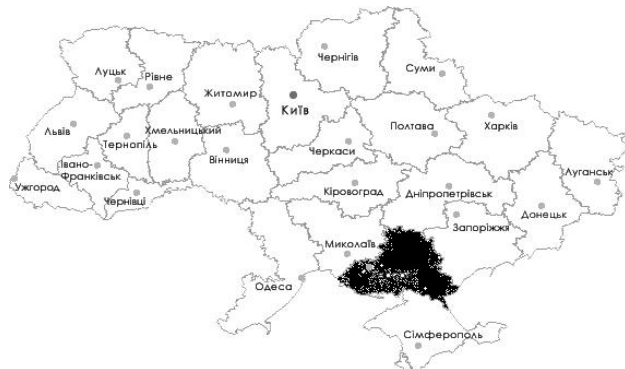 Чернігів
Суми
Луцьк
Рівне
Житомир
Київ
Львів
Тернопіль
Хмельницький
Вінниця
Черкаси
Полтава
Харків
Івано-
Франківськ
Ужгород
Чернівці
Кіровоград
Дніпропетрівськ
Луганськ
Донецьк
Запоріжжя
Миколаїв
Одеса
Сімферополь